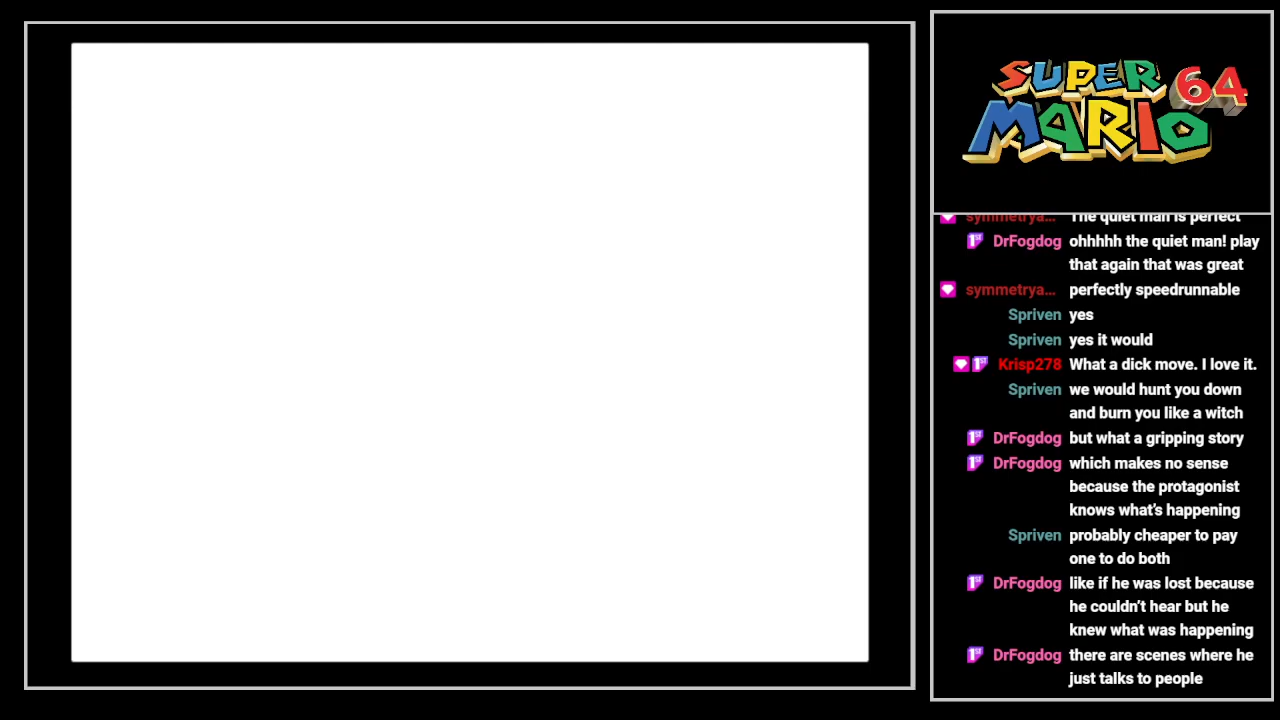 SUPER
MARIO
64
symmetrya... The quiet man is perfect
DrFogdog ohhhhh the quiet man! play
that again that was great
symmetrya... perfectly speedrunnable
Spriven yes
Spriven yes it would
Krisp278 What a dick move. I love it.
Spriven we would hunt you down
and burn you like a witch
DrFogdog but what a gripping story
DrFogdog which makes no sense
because the protagonist
knows what's happening
Spriven probably cheaper to pay
one to do both
DrFogdog like if he was lost because
he couldn't hear but he
knew what was happening
DrFogdog there are scenes where he
just talks to people